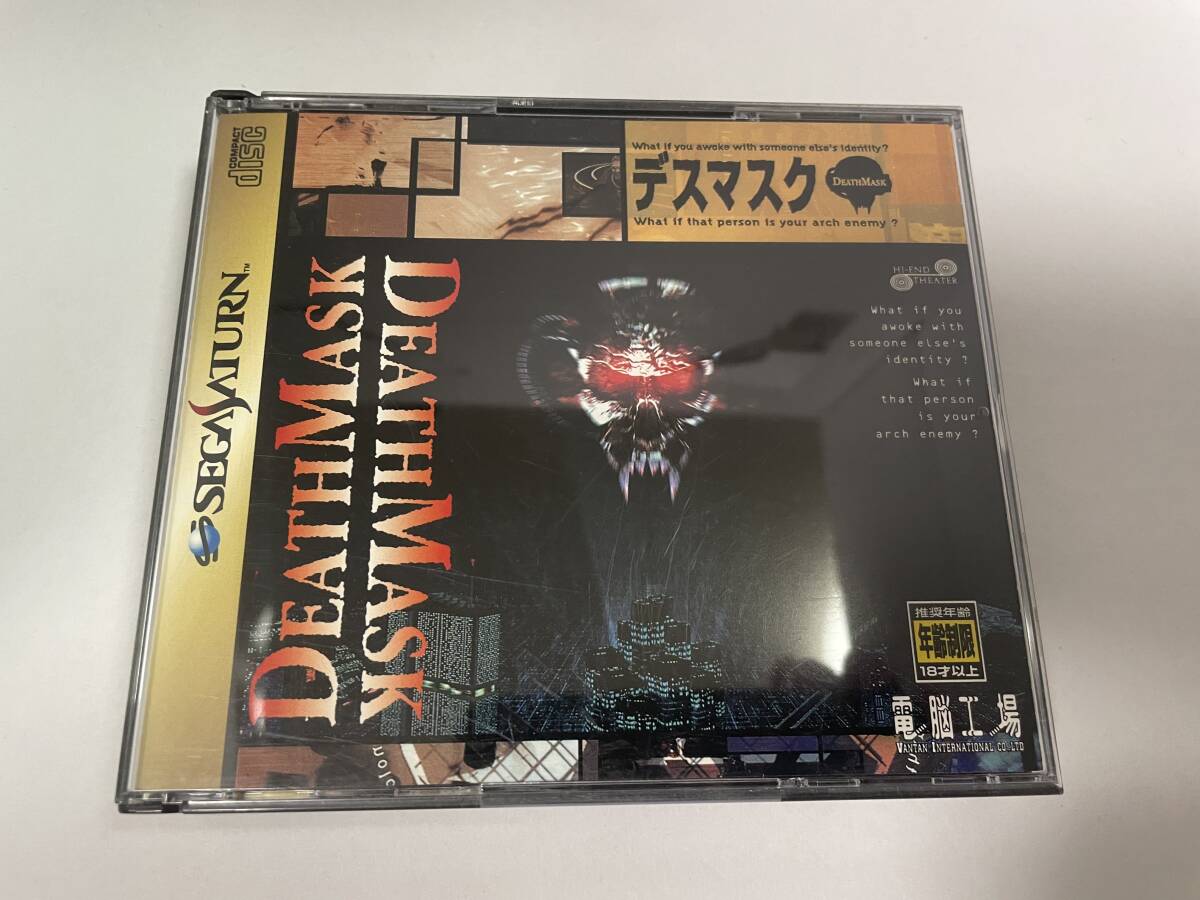 COMPACT
disc
SEGA SATURN™
What if you awoke with someone else's identity?
デスマスク
DEATHMASK
What if that person is your arch enemy ?
DEATHMASK
DEATHMASK
HI-END
THEATER
What if you
awoke with
someone else's
identity ?
What if
that person
is your
arch enemy ?
推奨年齢
年齢制限
18才以上
電脳工場
VANTAN INTERNATIONAL CO.,LTD